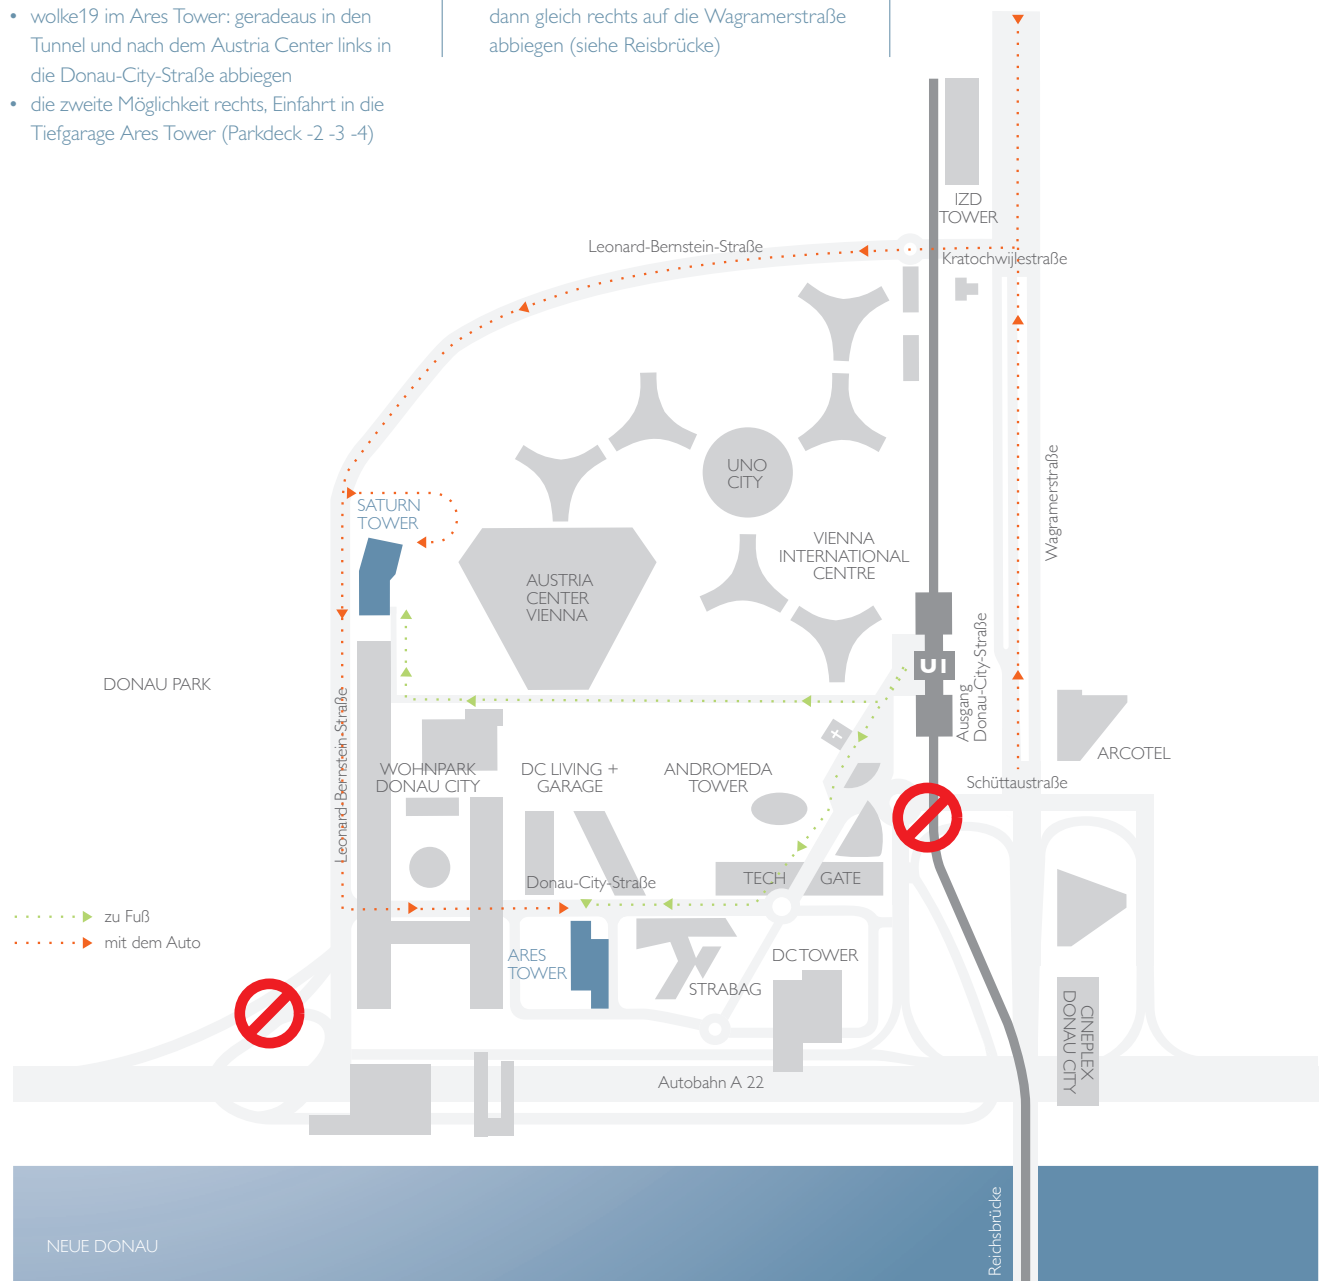 • wolke19 im Ares Tower: geradeaus in den
Tunnel und nach dem Austria Center links in
die Donau-City-Straße abbiegen
• die zweite Möglichkeit rechts, Einfahrt in die
Tiefgarage Ares Tower (Parkdeck -2 -3 -4)
dann gleich rechts auf die Wagramerstraße
abbiegen (siehe Reisbrücke)
IZD
TOWER
Leonard-Bernstein-Straße
Kratochwijlestraße
Wagramerstraße
UNO
CITY
SATURN
TOWER
VIENNA
INTERNATIONAL
CENTRE
AUSTRIA
CENTER
VIENNA
U1
Ausgang
Donau-City-Straße
DONAU PARK
Leonard-Bernstein-Straße
ARCOTEL
WOHNPARK
DONAU CITY
DC LIVING +
GARAGE
ANDROMEDA
TOWER
Schüttaustraße
TECH GATE
Donau-City-Straße
zu Fuß
mit dem Auto
ARES
TOWER
DC TOWER
STRABAG
CINEPLEX
DONAU CITY
Autobahn A 22
Reichsbrücke
NEUE DONAU